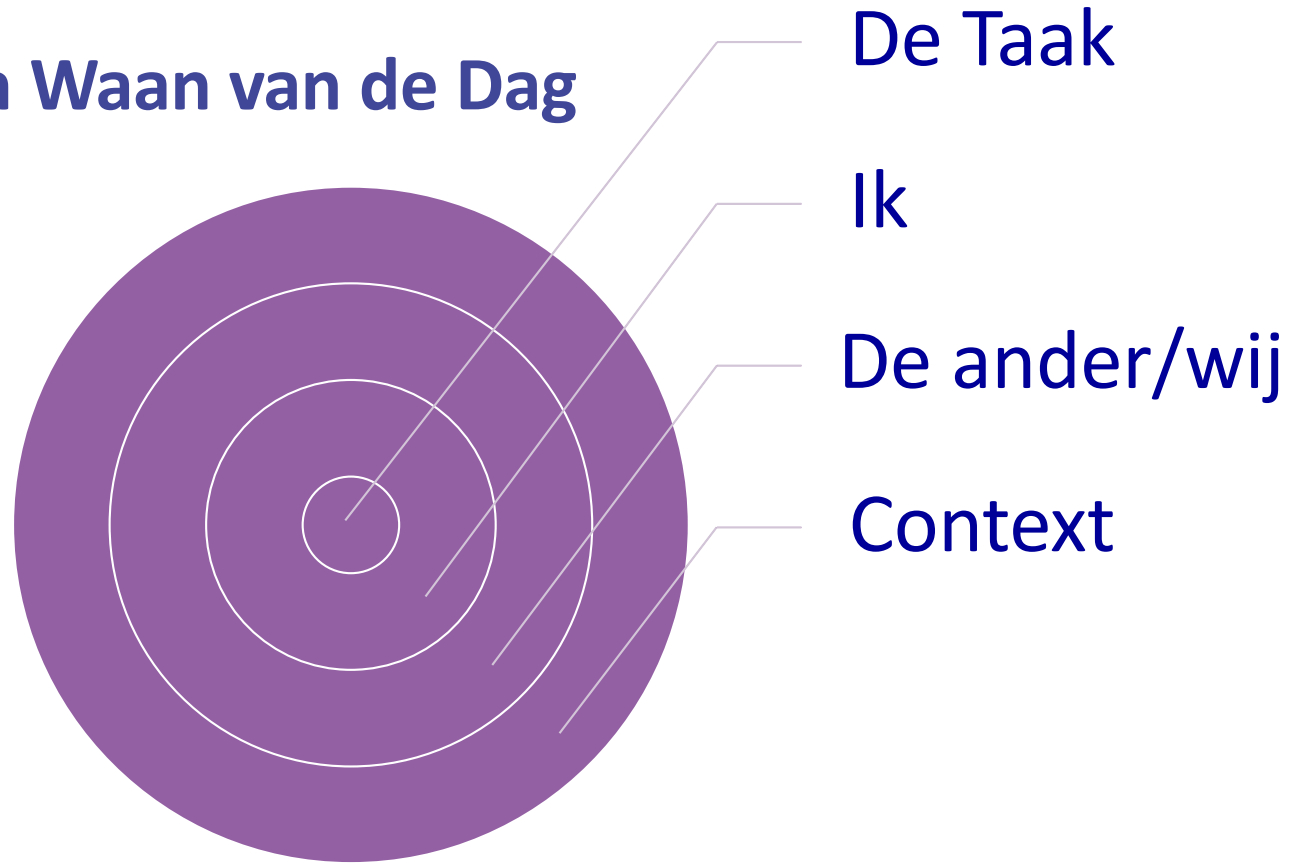 Waan van de Dag
De Taak
Ik
De ander/wij
Context